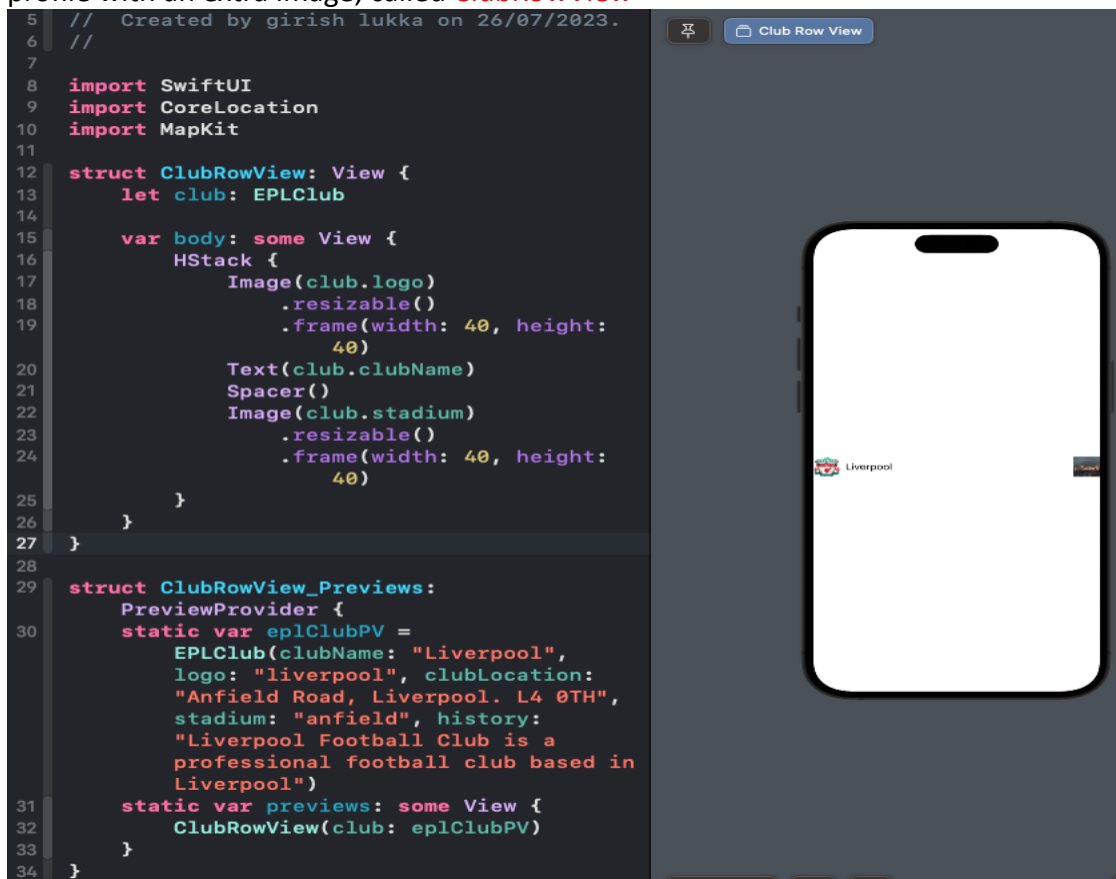 profile with an extra image, called ClubRowView
5 // Created by girish lukka on 26/07/2023.
6 //
7
8 import SwiftUI
9 import CoreLocation
10 import MapKit
11
12 struct ClubRowView: View {
13 let club: EPLClub
14
15 var body: some View {
16 HStack {
17 Image(club.logo)
18 .resizable()
19 .frame(width: 40, height:
40)
20 Text(club.clubName)
21 Spacer()
22 Image(club.stadium)
23 .resizable()
24 .frame(width: 40, height:
40)
25 }
26 }
27 }
28
29 struct ClubRowView_Previews:
PreviewProvider {
30 static var eplClubPV =
EPLClub(clubName: "Liverpool",
logo: "liverpool", clubLocation:
"Anfield Road, Liverpool. L4 0TH",
stadium: "anfield", history:
"Liverpool Football Club is a
professional football club based in
Liverpool")
31 static var previews: some View {
32 ClubRowView(club: eplClubPV)
33 }
34 }
Club Row View
Liverpool